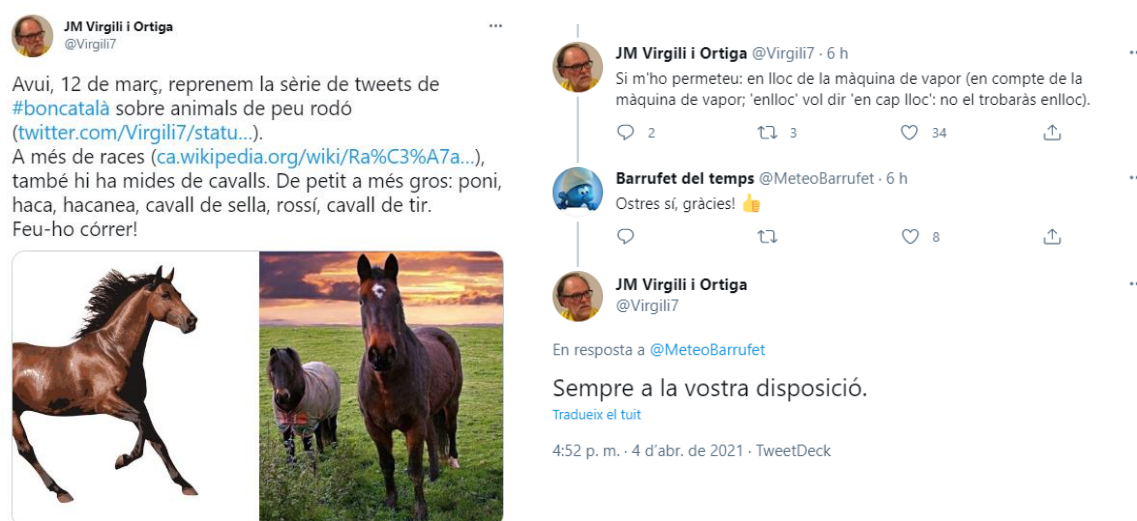 JM Virgili i Ortiga
@Virgili7
Avui, 12 de març, reprenem la sèrie de tweets de
#boncatalà sobre animals de peu rodó
(twitter.com/Virgili7/statu...).
A més de races (ca.wikipedia.org/wiki/Ra%C3%A7a...),
també hi ha mides de cavalls. De petit a més gros: poni,
haca, hacanea, cavall de sella, rossí, cavall de tir.
Feu-ho córrer!
JM Virgili i Ortiga @Virgili7 · 6 h
Si m'ho permeteu: en lloc de la màquina de vapor (en compte de la
màquina de vapor; 'enlloc' vol dir 'en cap lloc': no el trobaràs enlloc).
2 3 34
Barrufet del temps @MeteoBarrufet · 6 h
Ostres sí, gràcies! 👍
8
JM Virgili i Ortiga
@Virgili7
En resposta a @MeteoBarrufet
Sempre a la vostra disposició.
Tradueix el tuit
4:52 p. m. · 4 d'abr. de 2021 · TweetDeck